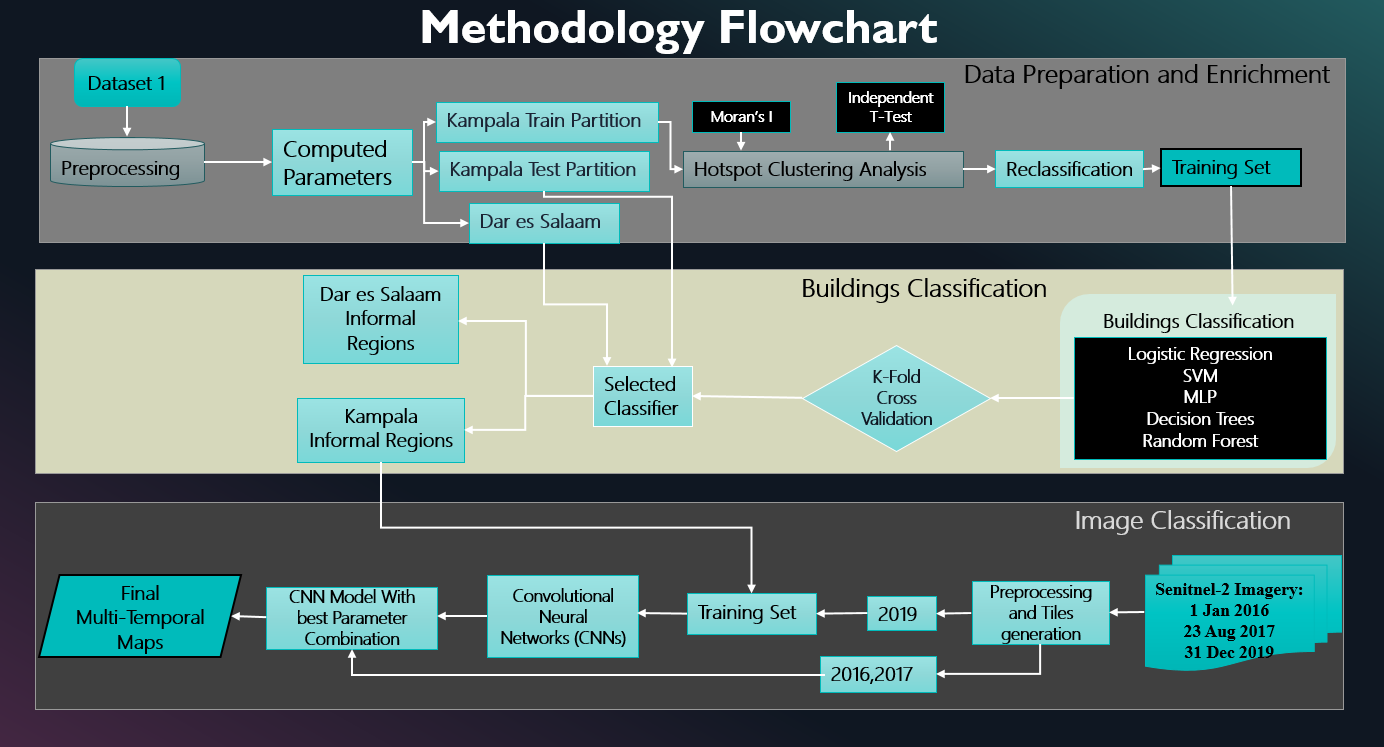 Methodology Flowchart
Data Preparation and Enrichment
Dataset 1
Preprocessing
Computed
Parameters
Kampala Train Partition
Kampala Test Partition
Dar es Salaam
Moran's I
Independent
T-Test
Hotspot Clustering Analysis
Reclassification
Training Set
Buildings Classification
Dar es Salaam
Informal
Regions
Kampala
Informal Regions
Selected
Classifier
K-Fold
Cross
Validation
Buildings Classification
Logistic Regression
SVM
MLP
Decision Trees
Random Forest
Image Classification
Final
Multi-Temporal
Maps
CNN Model With
best Parameter
Combination
Convolutional
Neural
Networks (CNNs)
Training Set
2019
2016,2017
Preprocessing
and Tiles
generation
Senitnel-2 Imagery:
1 Jan 2016
23 Aug 2017
31 Dec 2019